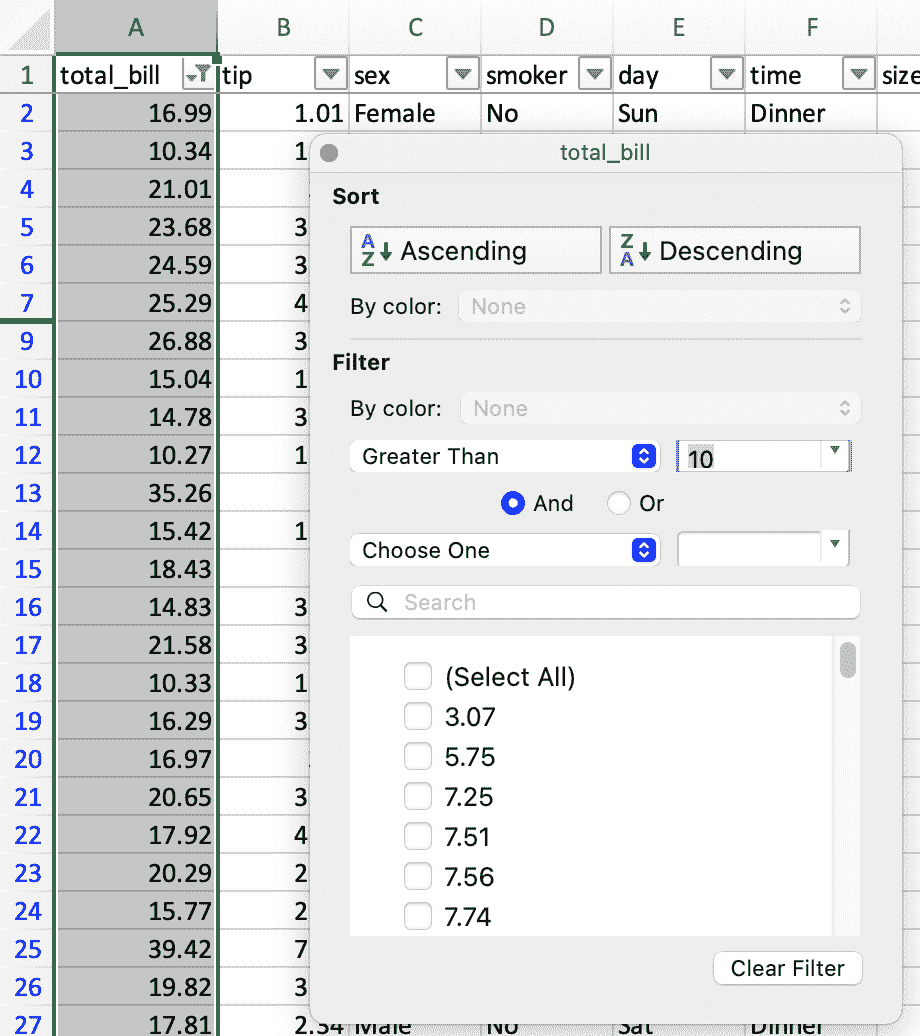 A B C D E F
1 total_bill tip sex smoker day time size
2 16.99 1.01 Female No Sun Dinner
3 10.34 1
total_bill
4 21.01
Sort
5 23.68 3
A Z Ascending Z A Descending
6 24.59 3
7 25.29 4
By color: None
9 26.88 3
Filter
10 15.04 1
By color: None
11 14.78 3
12 10.27 1
Greater Than 10
13 35.26
And Or
14 15.42 1
15 18.43
Choose One
16 14.83 3
Search
17 21.58 3
18 10.33 1
(Select All)
19 16.29 3
3.07
20 16.97
5.75
21 20.65 3
7.25
22 17.92 4
7.51
23 20.29 2
7.56
24 15.77 2
7.74
25 39.42 7
Clear Filter
26 19.82 3
27 17.81 2.34 Male No Sat Dinner